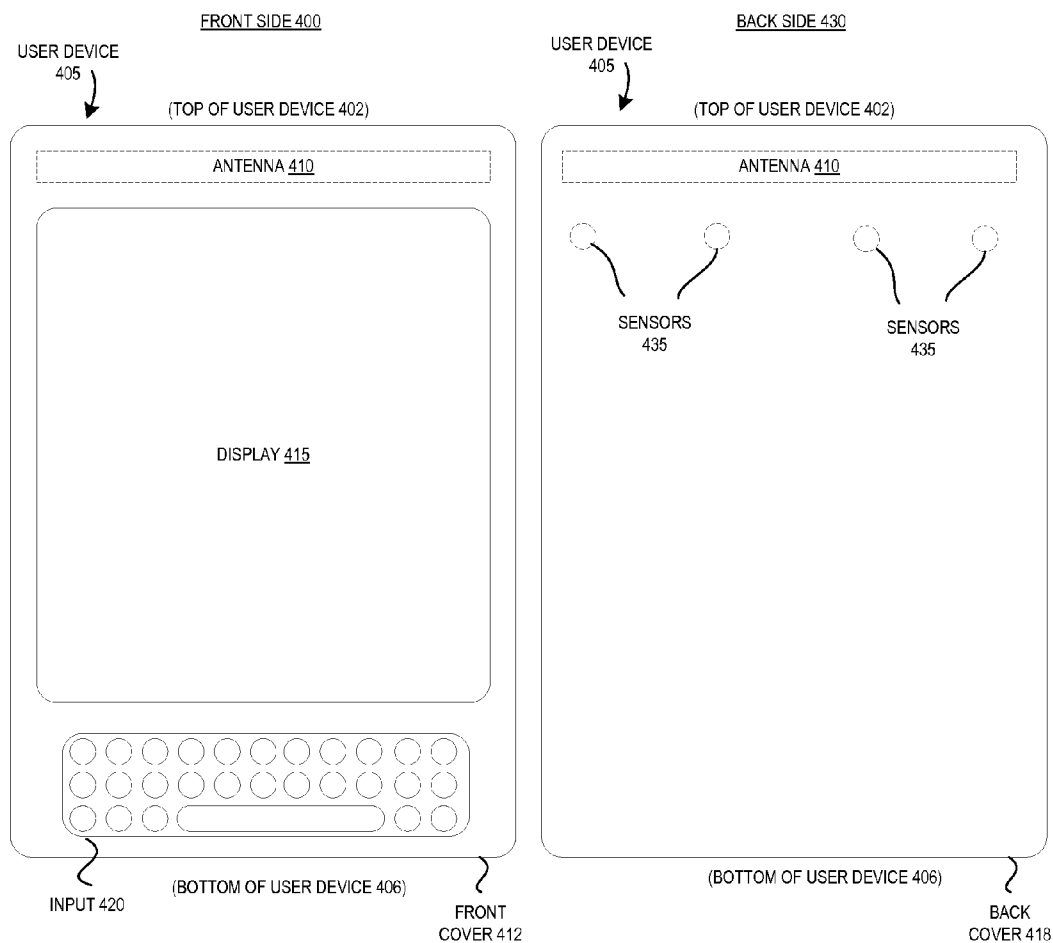 FRONT SIDE 400
USER DEVICE
405
(TOP OF USER DEVICE 402)
ANTENNA 410
DISPLAY 415
INPUT 420
(BOTTOM OF USER DEVICE 406)
FRONT
COVER 412
BACK SIDE 430
USER DEVICE
405
(TOP OF USER DEVICE 402)
ANTENNA 410
SENSORS
435
SENSORS
435
(BOTTOM OF USER DEVICE 406)
BACK
COVER 418